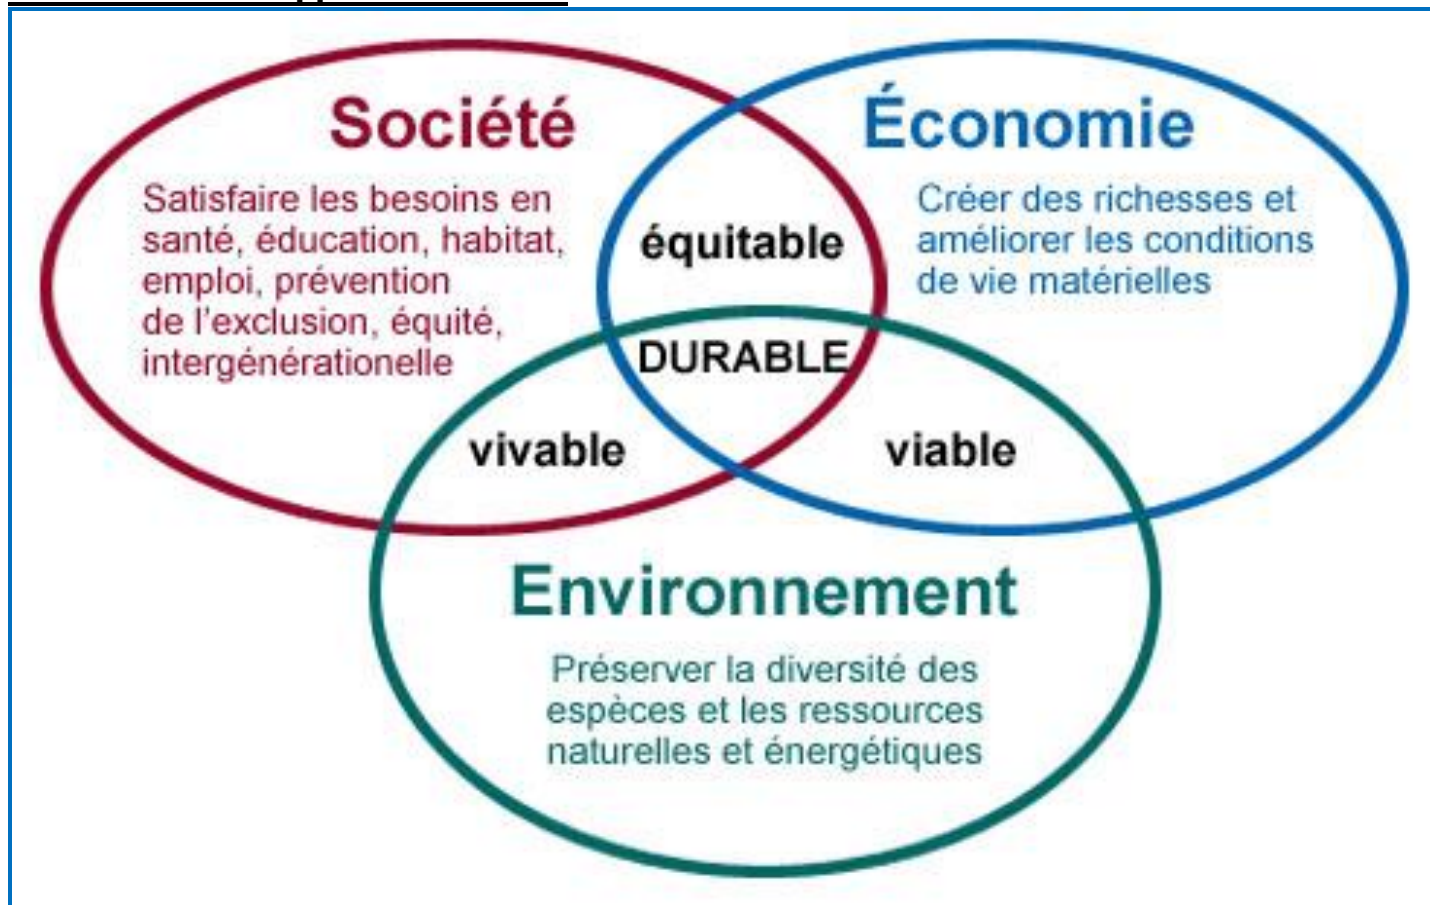 Société
Satisfaire les besoins en
santé, éducation, habitat,
emploi, prévention
de l'exclusion, équité,
intergénérationelle
Économie
Créer des richesses et
améliorer les conditions
de vie matérielles
équitable
DURABLE
vivable
viable
Environnement
Préserver la diversité des
espèces et les ressources
naturelles et énergétiques